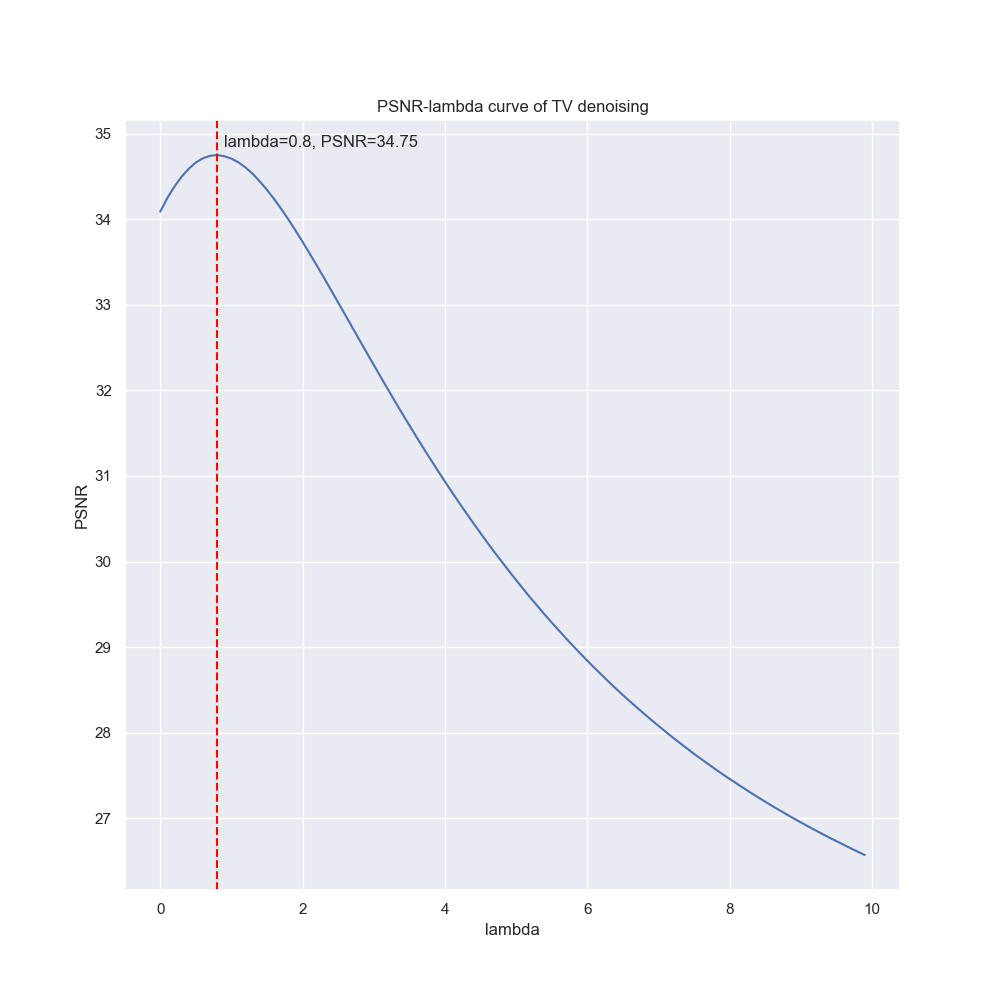 PSNR-lambda curve of TV denoising
lambda=0.8, PSNR=34.75
35
34
33
32
31
30
29
28
27
PSNR
0 2 4 6 8 10
lambda